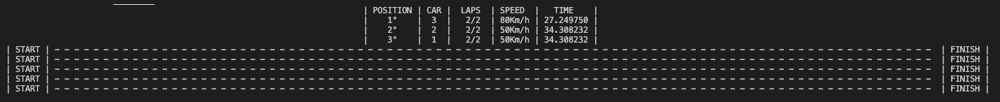 | POSITION | CAR | LAPS | SPEED | TIME |
| 1° | 3 | 2/2 | 80Km/h | 27.249750 |
| 2° | 2 | 2/2 | 50Km/h | 34.308232 |
| 3° | 1 | 2/2 | 50Km/h | 34.308232 |
| START | - - - - - - - - - - - - - - - - - - - - - - - - - - - - - - - - - - - - - - - - - - - - - - - - - - - - - - - - - - - - - - - - - - - - - - - - - - - - - - - - - - - - - - - - - - | FINISH |
| START | - - - - - - - - - - - - - - - - - - - - - - - - - - - - - - - - - - - - - - - - - - - - - - - - - - - - - - - - - - - - - - - - - - - - - - - - - - - - - - - - - - - - - - - - - - | FINISH |
| START | - - - - - - - - - - - - - - - - - - - - - - - - - - - - - - - - - - - - - - - - - - - - - - - - - - - - - - - - - - - - - - - - - - - - - - - - - - - - - - - - - - - - - - - - - - | FINISH |
| START | - - - - - - - - - - - - - - - - - - - - - - - - - - - - - - - - - - - - - - - - - - - - - - - - - - - - - - - - - - - - - - - - - - - - - - - - - - - - - - - - - - - - - - - - - - | FINISH |
| START | - - - - - - - - - - - - - - - - - - - - - - - - - - - - - - - - - - - - - - - - - - - - - - - - - - - - - - - - - - - - - - - - - - - - - - - - - - - - - - - - - - - - - - - - - - | FINISH |